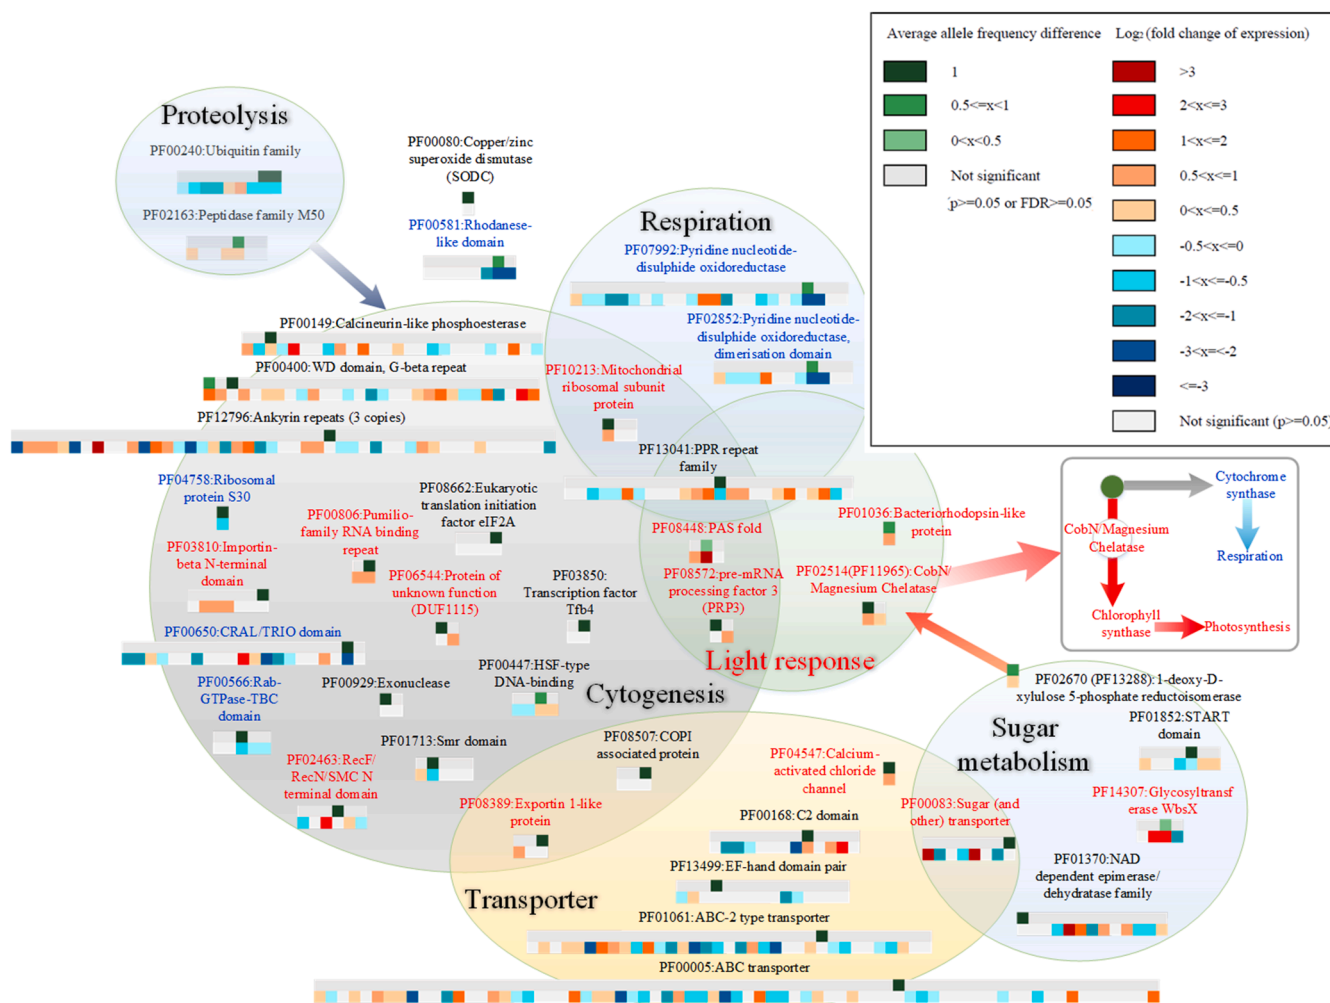 Average allele frequency difference
1
0.5<=x<1
0<x<0.5
Not significant
(p>=0.05 or FDR>=0.05
Log₂ (fold change of expression)
>3
2<x<=3
1<x<=2
0.5<x<=1
0<x<=0.5
-0.5<x<=0
-1<x<=-0.5
-2<x<=-1
-3<x=<-2
<=-3
Not significant (p>=0.05)
Proteolysis
PF00240:Ubiquitin family
PF02163:Peptidase family M50
PF00080:Copper/zinc
superoxide dismutase
(SODC)
PF00581:Rhodanese-
like domain
Respiration
PF07992:Pyridine nucleotide-
disulphide oxidoreductase
PF02852:Pyridine nucleotide-
disulphide oxidoreductase,
dimerisation domain
PF00149:Calcineurin-like phosphoesterase
PF00400:WD domain, G-beta repeat
PF12796:Ankyrin repeats (3 copies)
PF10213:Mitochondrial
ribosomal subunit
protein
PF13041:PPR repeat
family
PF04758:Ribosomal
protein S30
PF08662:Eukaryotic
translation initiation
factor eIF2A
PF00806:Pumilio-
family RNA binding
repeat
PF03810:Importin-
beta N-terminal
domain
PF06544:Protein of
unknown function
(DUF1115)
PF03850:
Transcription factor
Tfb4
PF08448:PAS fold
PF08572:pre-mRNA
processing factor 3
(PRP3)
PF01036:Bacteriorhodopsin-like
protein
PF02514(PF11965):CobN/
Magnesium Chelatase
Light response
PF00650:CRAL/TRIO domain
PF00566:Rab-
GTPase-TBC
domain
PF00929:Exonuclease
PF00447:HSF-type
DNA-binding
Cytogenesis
PF01713:Smr domain
PF02463:RecF/
RecN/SMC N
terminal domain
PF08507:COPI
associated protein
PF08389:Exportin 1-like
protein
PF04547:Calcium-
activated chloride
channel
PF00168:C2 domain
PF13499:EF-hand domain pair
Transporter
PF01061:ABC-2 type transporter
PF00005:ABC transporter
PF00083:Sugar (and
other) transporter
PF02670 (PF13288):1-deoxy-D-
xylulose 5-phosphate reductoisomerase
Sugar
metabolism
PF01852:START
domain
PF14307:Glycosyltransf
erase WbsX
PF01370:NAD
dependent epimerase/
dehydratase family
Cytochrome
synthase
CobN/Magnesium
Chelatase
Respiration
Chlorophyll
synthase
Photosynthesis